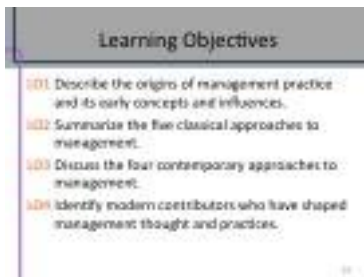 Learning Objectives
LO1 Describe the origins of management practice
and its early concepts and influences.
LO2 Summarize the five classical approaches to
management.
LO3 Discuss the four contemporary approaches to
management.
LO4 Identify modern contributors who have shaped
management thought and practices.